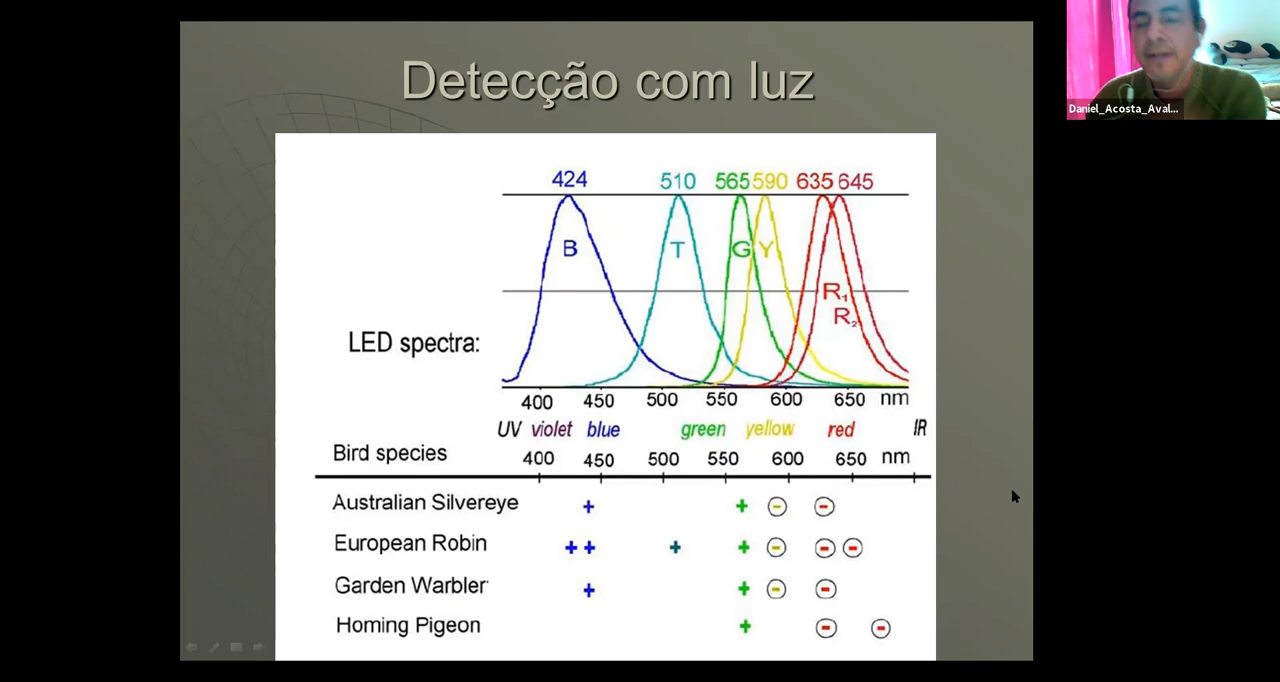 Detecção com luz
Daniel_Acosta_Aval...
424 510 565 590 635 645
B T G Y
R₁
R₂
LED spectra:
400 450 500 550 600 650 nm
UV violet blue green yellow red IR
Bird species
400 450 500 550 600 650 nm
Australian Silvereye + + - -
European Robin ++ + + - - -
Garden Warbler + + - -
Homing Pigeon + - -